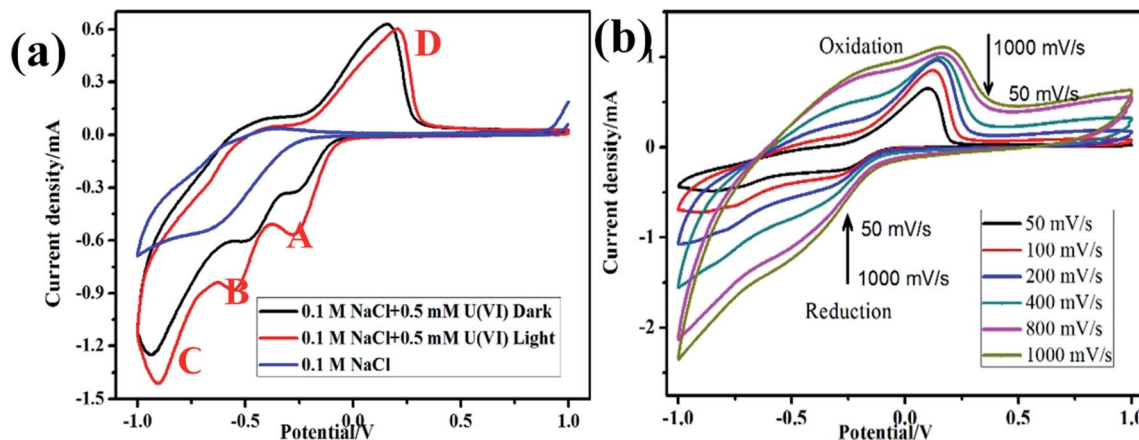 (a)
Current density/mA
0.6
0.3
0.0
-0.3
-0.6
-0.9
-1.2
-1.5
D
A
B
C
0.1 M NaCl+0.5 mM U(VI) Dark
0.1 M NaCl+0.5 mM U(VI) Light
0.1 M NaCl
-1.0
-0.5
0.0
0.5
1.0
Potential/V
(b)
Current density/mA
1
0
-1
-2
Oxidation
1000 mV/s
50 mV/s
50 mV/s
1000 mV/s
Reduction
50 mV/s
100 mV/s
200 mV/s
400 mV/s
800 mV/s
1000 mV/s
-1.0
-0.5
0.0
0.5
1.0
Potential/V